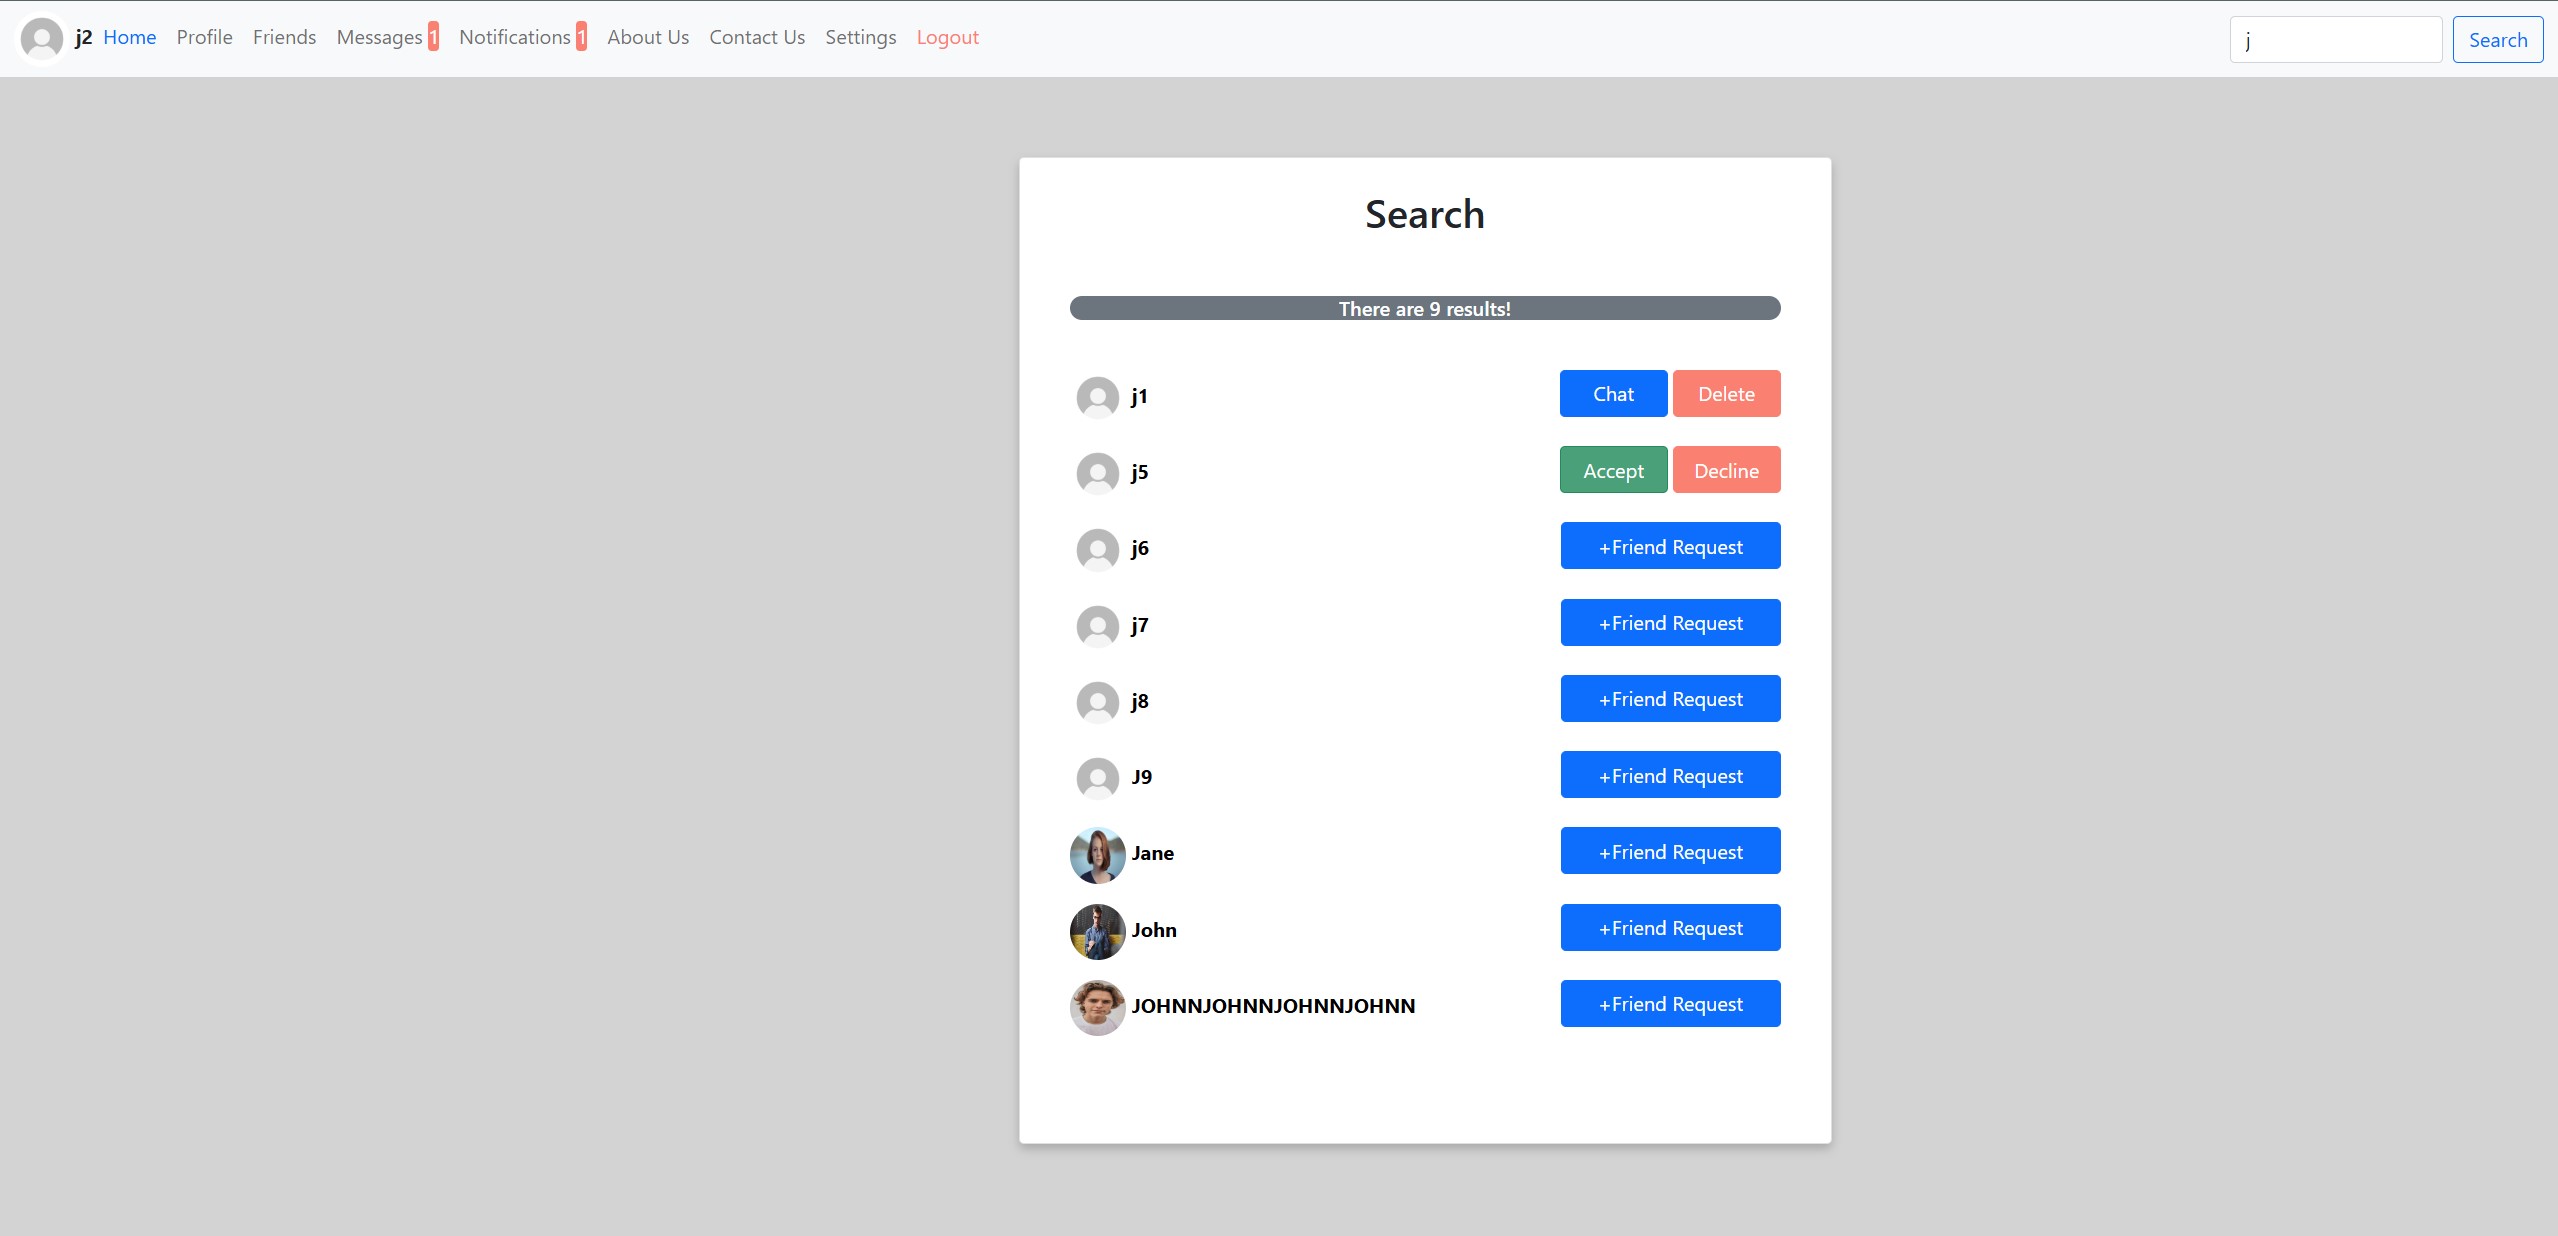 j2 Home Profile Friends Messages 1 Notifications 1 About Us Contact Us Settings Logout j Search
Search
There are 9 results!
j1 Chat Delete
j5 Accept Decline
j6 +Friend Request
j7 +Friend Request
j8 +Friend Request
J9 +Friend Request
Jane +Friend Request
John +Friend Request
JOHNNJOHNNJOHNNJOHNN +Friend Request